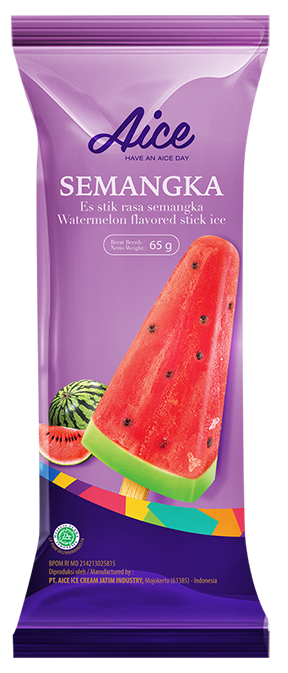 Aice
HAVE AN AICE DAY
SEMANGKA
Es stik rasa semangka
Watermelon flavored stick ice
Berat Bersih /
Netto Weight :
65 g
BPOM RI MD 214213025815
Diproduksi oleh / Manufactured by :
PT. AICE ICE CREAM JATIM INDUSTRY, Mojokerto (61385) - Indonesia